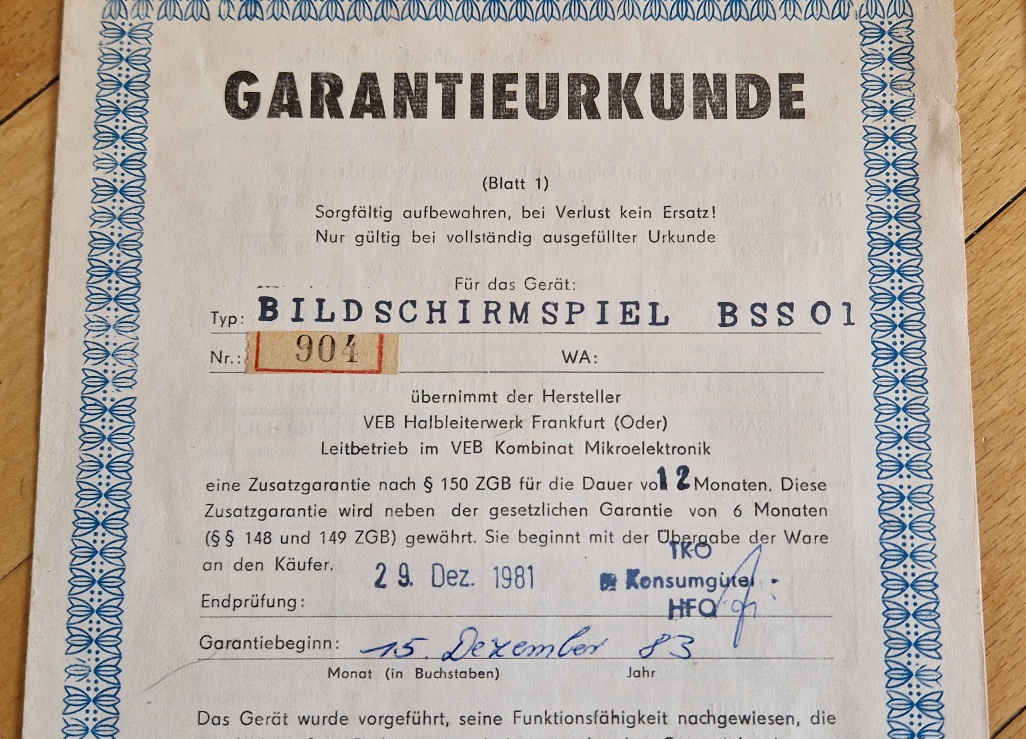 GARANTIEURKUNDE
(Blatt 1)
Sorgfältig aufbewahren, bei Verlust kein Ersatz!
Nur gültig bei vollständig ausgefüllter Urkunde
Für das Gerät:
Typ: BILDSCHIRMSPIEL BSS01
Nr.: 904 WA:
übernimmt der Hersteller
VEB Halbleiterwerk Frankfurt (Oder)
Leitbetrieb im VEB Kombinat Mikroelektronik
eine Zusatzgarantie nach § 150 ZGB für die Dauer vo 12 Monaten. Diese
Zusatzgarantie wird neben der gesetzlichen Garantie von 6 Monaten
(§§ 148 und 149 ZGB) gewährt. Sie beginnt mit der Übergabe der Ware
an den Käufer.
TKO
29. Dez. 1981 Konsumgüter -
Endprüfung: HFO
Garantiebeginn: 15. Dezember 83
Monat (in Buchstaben) Jahr
Das Gerät wurde vorgeführt, seine Funktionsfähigkeit nachgewiesen, die